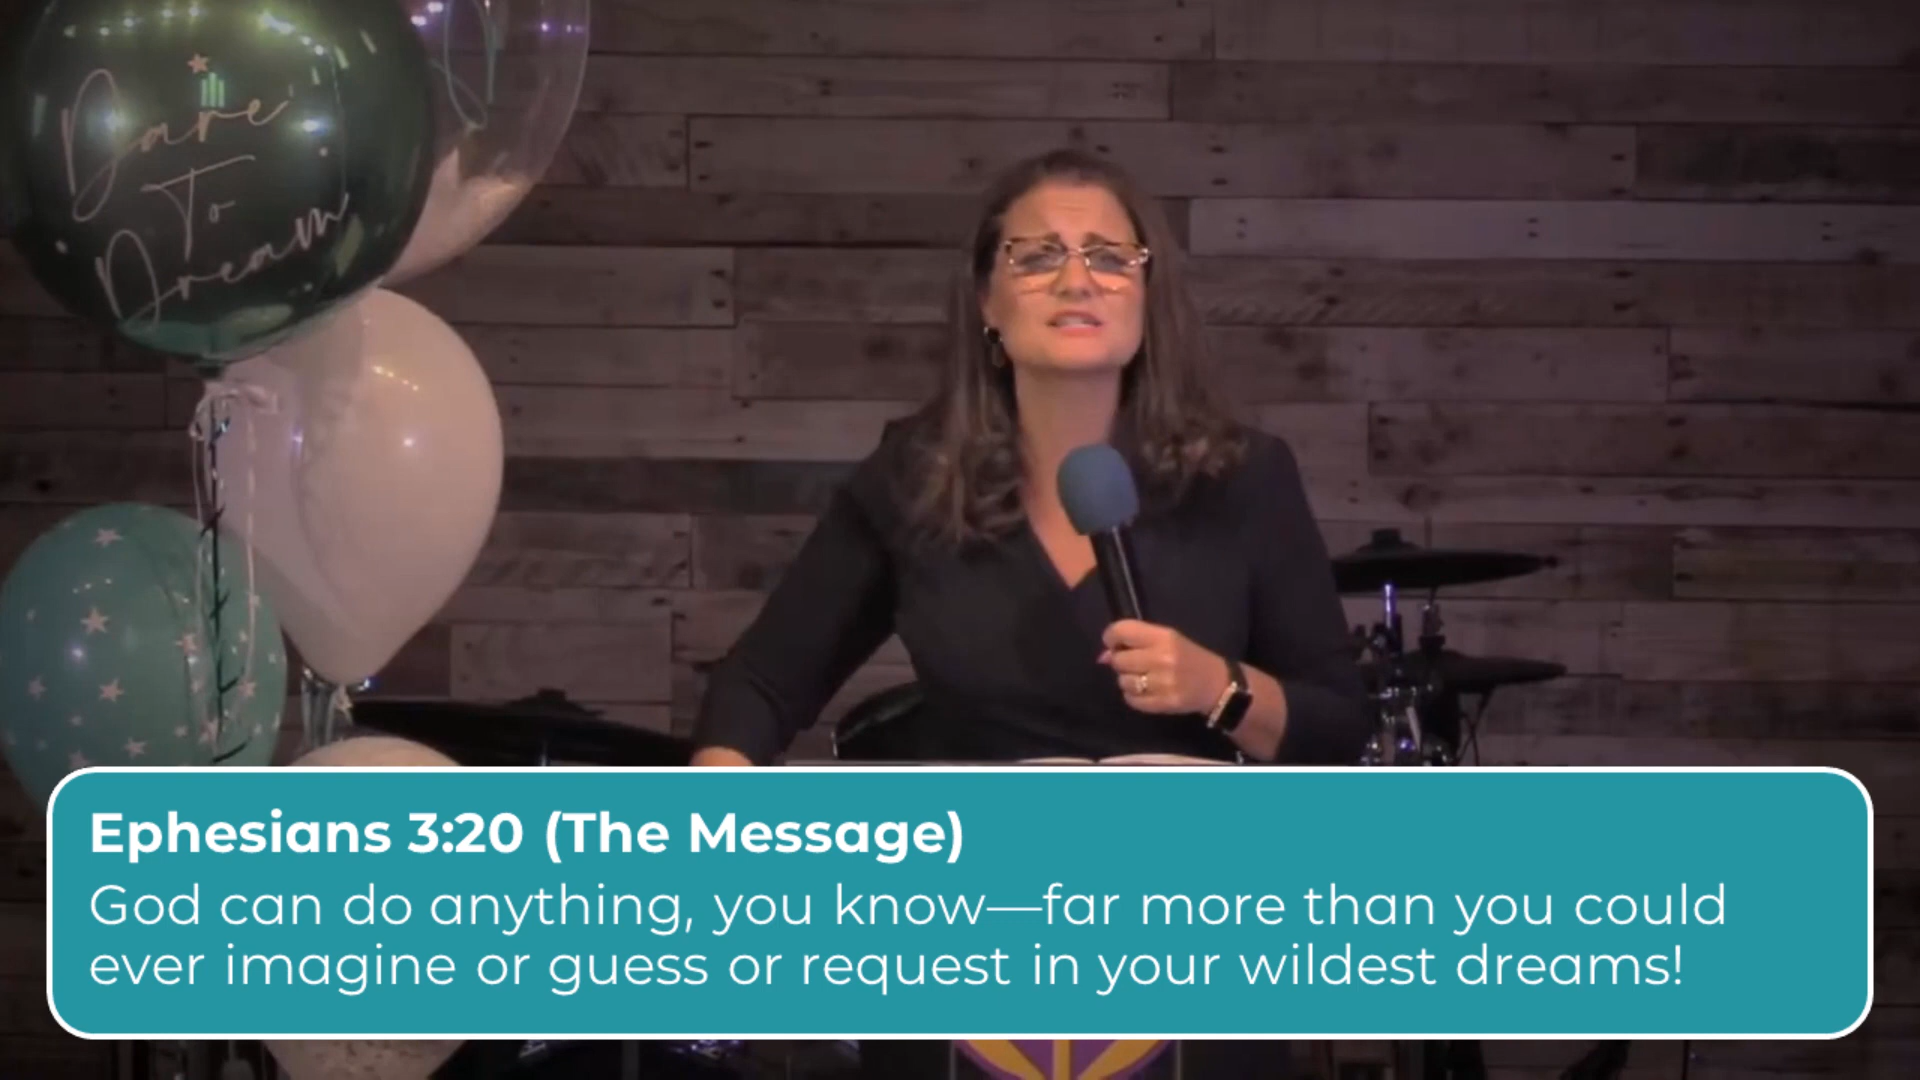 Dare
To
Dream
Ephesians 3:20 (The Message)
God can do anything, you know—far more than you could
ever imagine or guess or request in your wildest dreams!